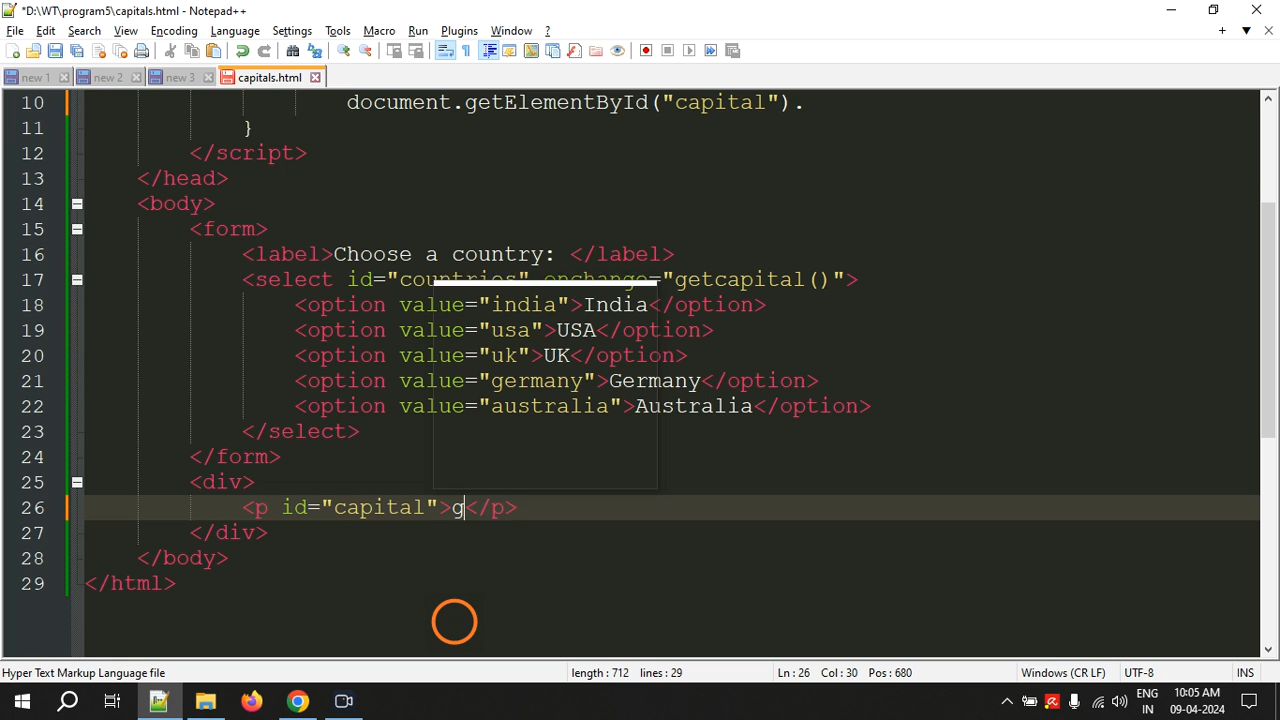 *D:\WT\program5\capitals.html - Notepad++
File Edit Search View Encoding Language Settings Tools Macro Run Plugins Window ?
new 1 new 2 new 3 capitals.html
10 document.getElementById("capital").
11 }
12 </script>
13 </head>
14 <body>
15 <form>
16 <label>Choose a country: </label>
17 <select id="countries" onchange="getcapital()">
18 <option value="india">India</option>
19 <option value="usa">USA</option>
20 <option value="uk">UK</option>
21 <option value="germany">Germany</option>
22 <option value="australia">Australia</option>
23 </select>
24 </form>
25 <div>
26 <p id="capital">g</p>
27 </div>
28 </body>
29 </html>
Hyper Text Markup Language file length : 712 lines : 29 Ln : 26 Col : 30 Pos : 680 Windows (CR LF) UTF-8 INS
ENG 10:05 AM
IN 09-04-2024